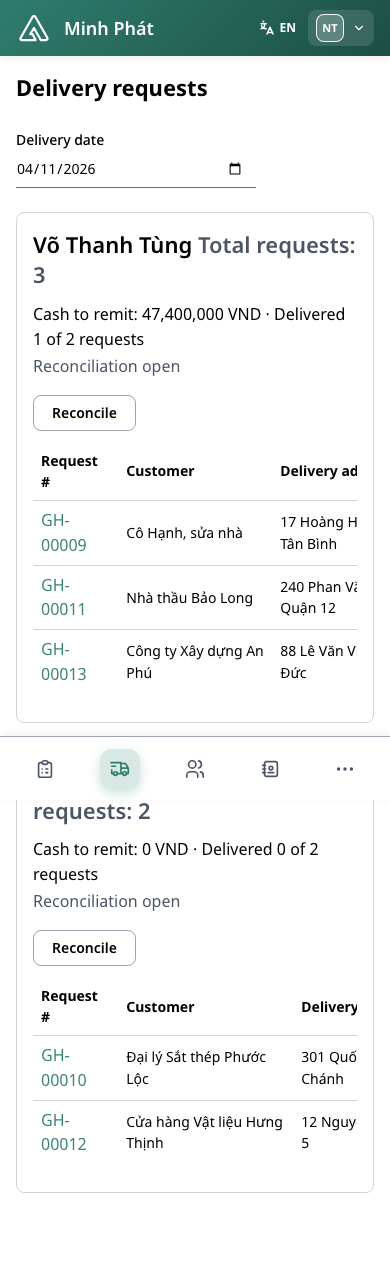 Minh Phát
EN
NT
Delivery requests
Delivery date
04/11/2026
Võ Thanh Tùng Total requests:
3
Cash to remit: 47,400,000 VND · Delivered
1 of 2 requests
Reconciliation open
Reconcile
Request # Customer Delivery
GH-00009 Cô Hạnh, sửa nhà 17 Hoàng
Tân Bình
GH-00011 Nhà thầu Bảo Long 240 Phan
Quận 12
GH-00013 Công ty Xây dựng An Phú 88 Lê Văn
Đức
requests: 2
Cash to remit: 0 VND · Delivered 0 of 2
requests
Reconciliation open
Reconcile
Request # Customer Delivery
GH-00010 Đại lý Sắt thép Phước Lộc 301
Chánh
GH-00012 Cửa hàng Vật liệu Hưng Thịnh 12
5